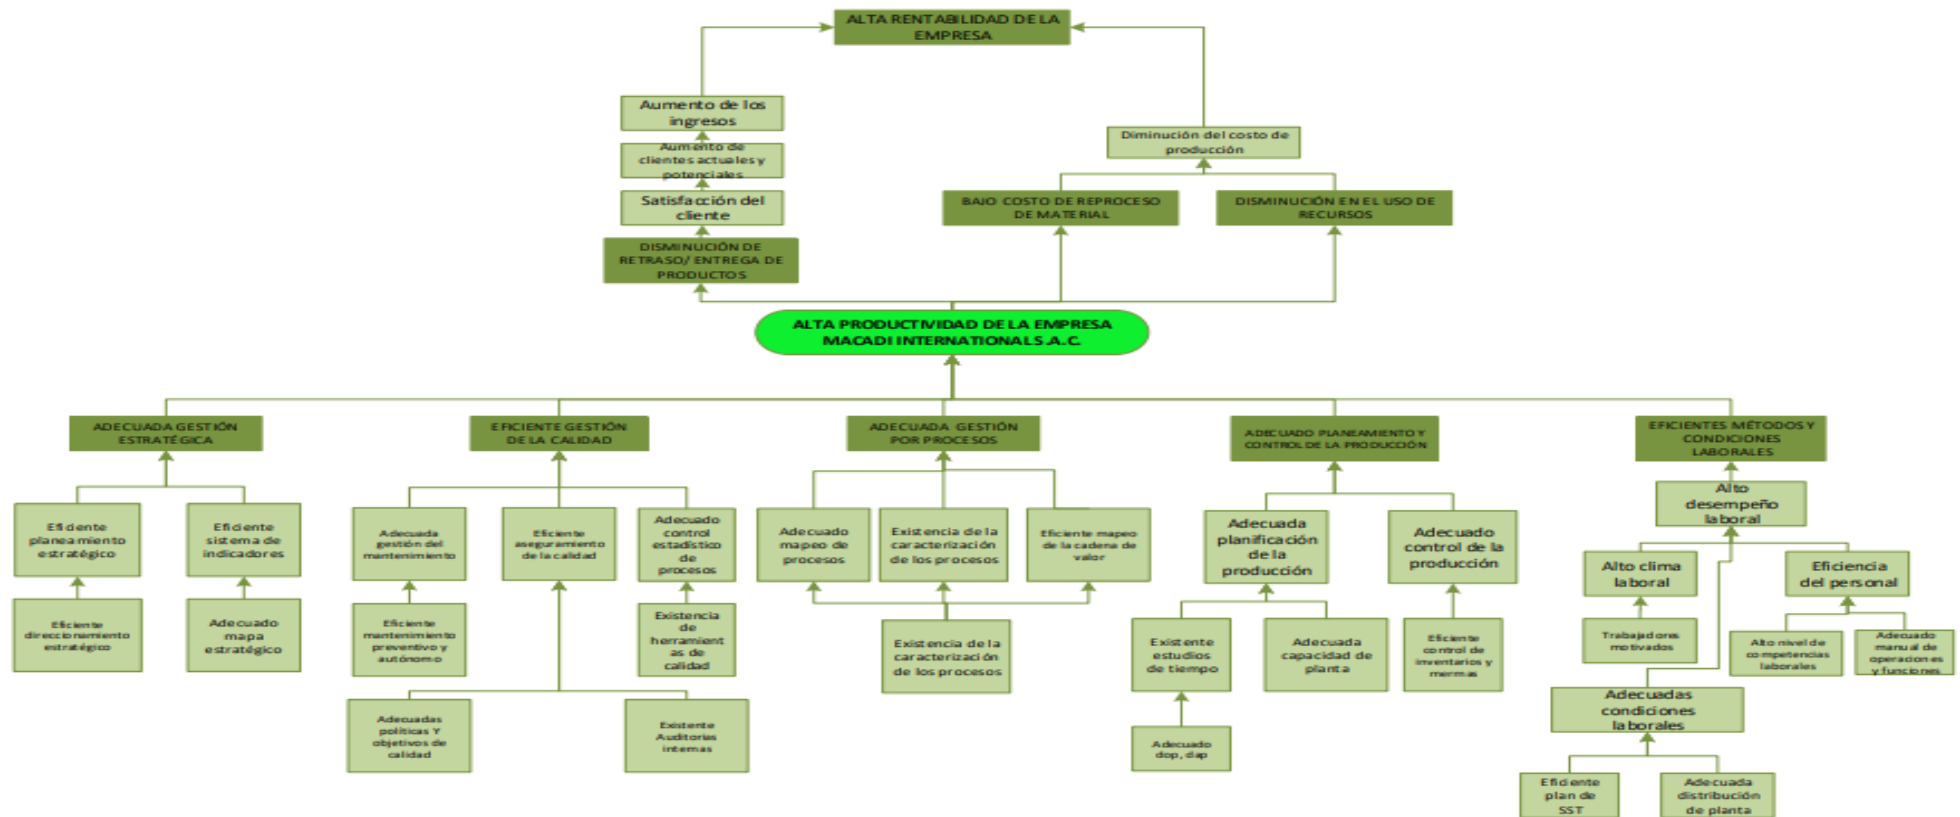 ALTA RENTABILIDAD DE LA
EMPRESA
Aumento de los
ingresos
Diminución del costo de
producción
Aumento de
clientes actuales y
potenciales
Satisfacción del
cliente
BAJO COSTO DE REPROCESO
DE MATERIAL
DISMINUCIÓN EN EL USO DE
RECURSOS
DISMINUCIÓN DE
RETRASO/ ENTREGA DE
PRODUCTOS
ALTA PRODUCTIVIDAD DE LA EMPRESA
MACADI INTERNATIONAL S.A.C.
ADECUADA GESTIÓN
ESTRATÉGICA
EFICIENTE GESTIÓN
DE LA CALIDAD
ADECUADA GESTIÓN
POR PROCESOS
ADECUADO PLANEAMIENTO Y
CONTROL DE LA PRODUCCIÓN
EFICIENTES MÉTODOS Y
CONDICIONES
LABORALES
Eficiente
planeamiento
estratégico
Eficiente
sistema de
indicadores
Adecuada
gestión del
mantenimiento
Eficiente
aseguramiento
de la calidad
Adecuado
control
estadístico
de
procesos
Adecuado
mapeo de
procesos
Existencia de la
caracterización
de los procesos
Eficiente mapeo
de la cadena de
valor
Adecuada
planificación
de la
producción
Adecuado
control de la
producción
Alto
desempeño
laboral
Alto clima
laboral
Eficiencia
del personal
Eficiente
direccionamiento
estratégico
Adecuado
mapa
estratégico
Eficiente
mantenimiento
preventivo y
autónomo
Existencia
de
herramient
as de
calidad
Existencia de la
caracterización
de los procesos
Existente
estudios
de tiempo
Adecuada
capacidad de
planta
Eficiente
control de
inventarios y
mermas
Trabajadores
motivados
Alto nivel de
competencias
laborales
Adecuado
manual de
operaciones
y funciones
Adecuadas
políticas Y
objetivos de
calidad
Existente
Auditorias
internas
Adecuado
dop, dap
Adecuadas
condiciones
laborales
Eficiente
plan de
SST
Adecuada
distribución
de planta